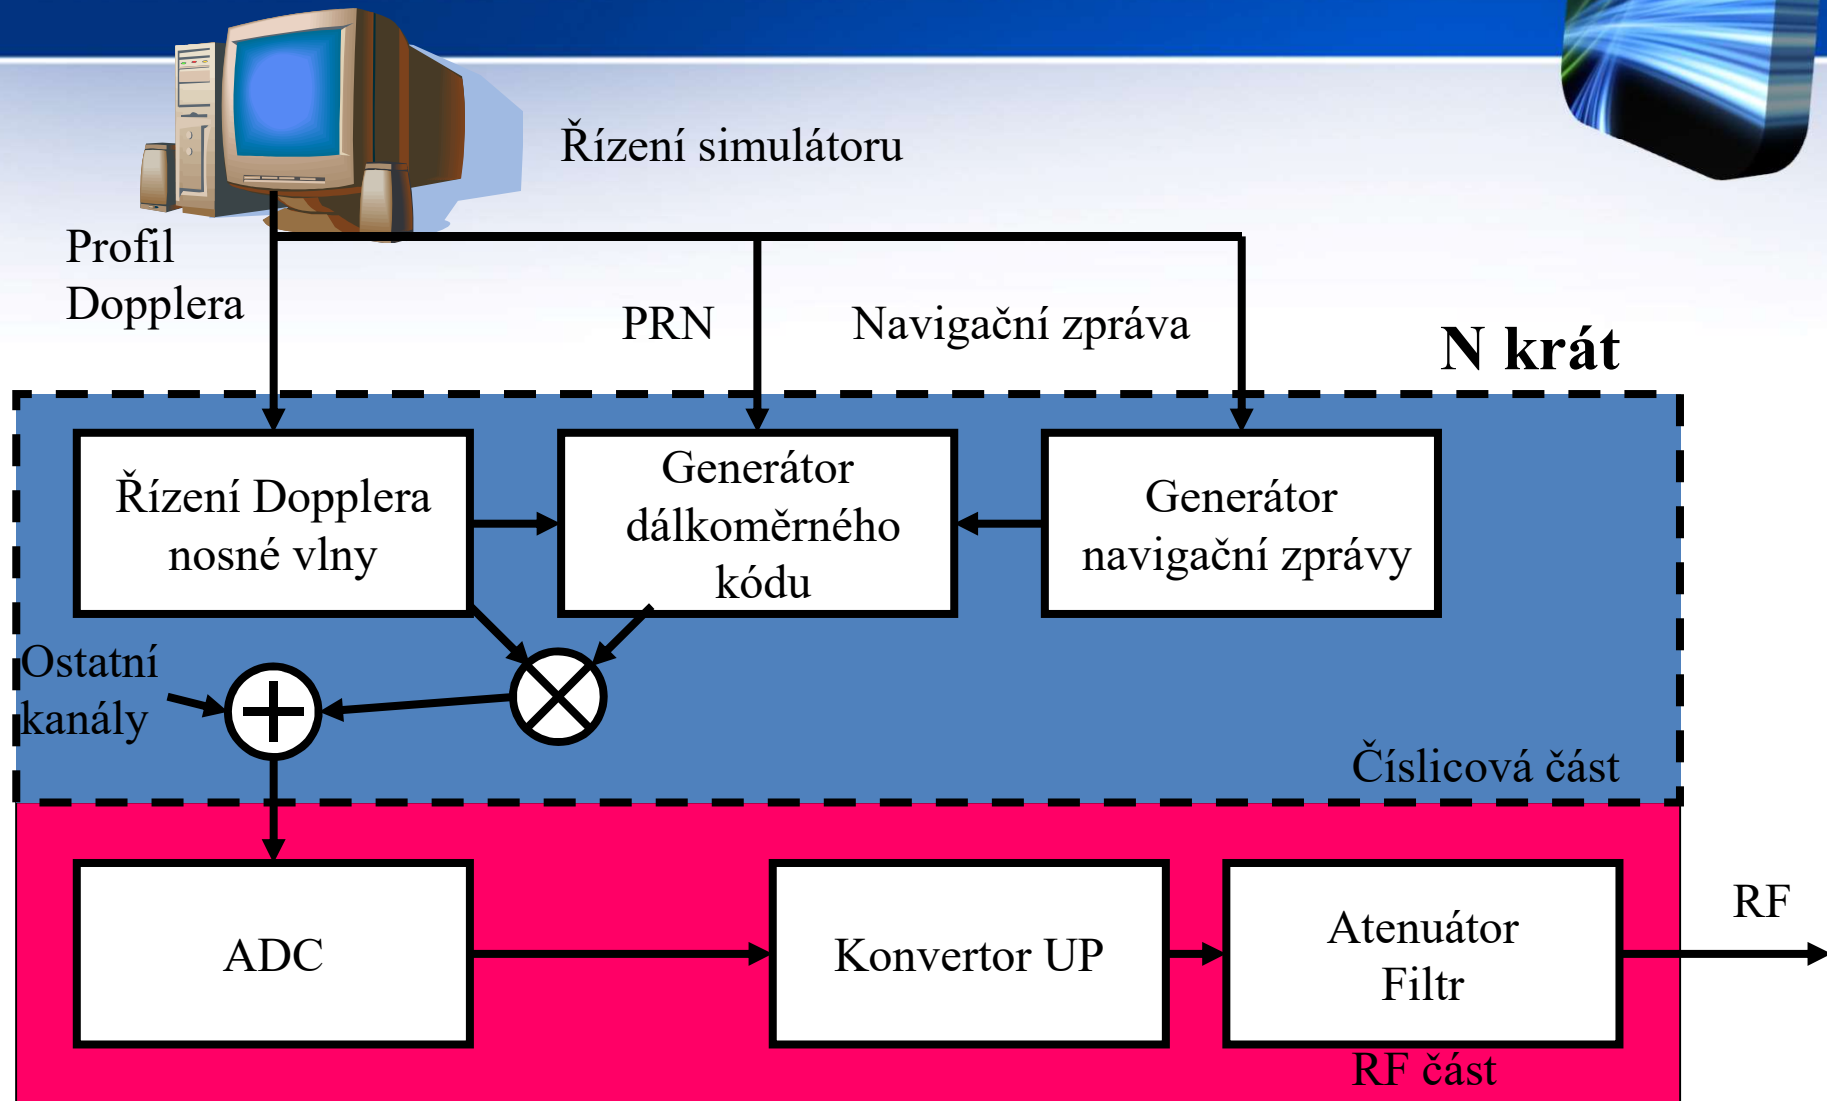 Řízení simulátoru
Profil
Dopplera
PRN
Navigační zpráva
N krát
Řízení Dopplera
nosné vlny
Generátor
dálkoměrného
kódu
Generátor
navigační zprávy
Ostatní
kanály
Číslicová část
ADC
Konvertor UP
Atenuátor
Filtr
RF
RF část